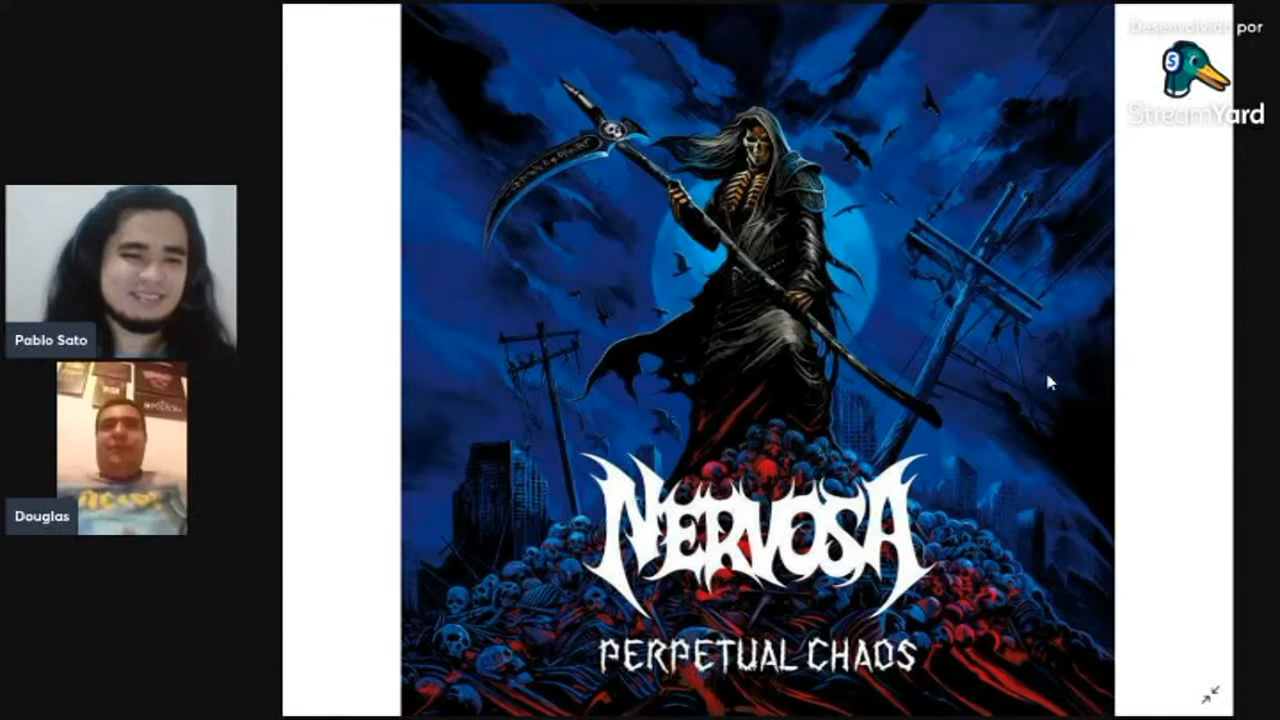 Desenvolvido por
StreamYard
Pablo Sato
Douglas
NERVOSA
PERPETUAL CHAOS